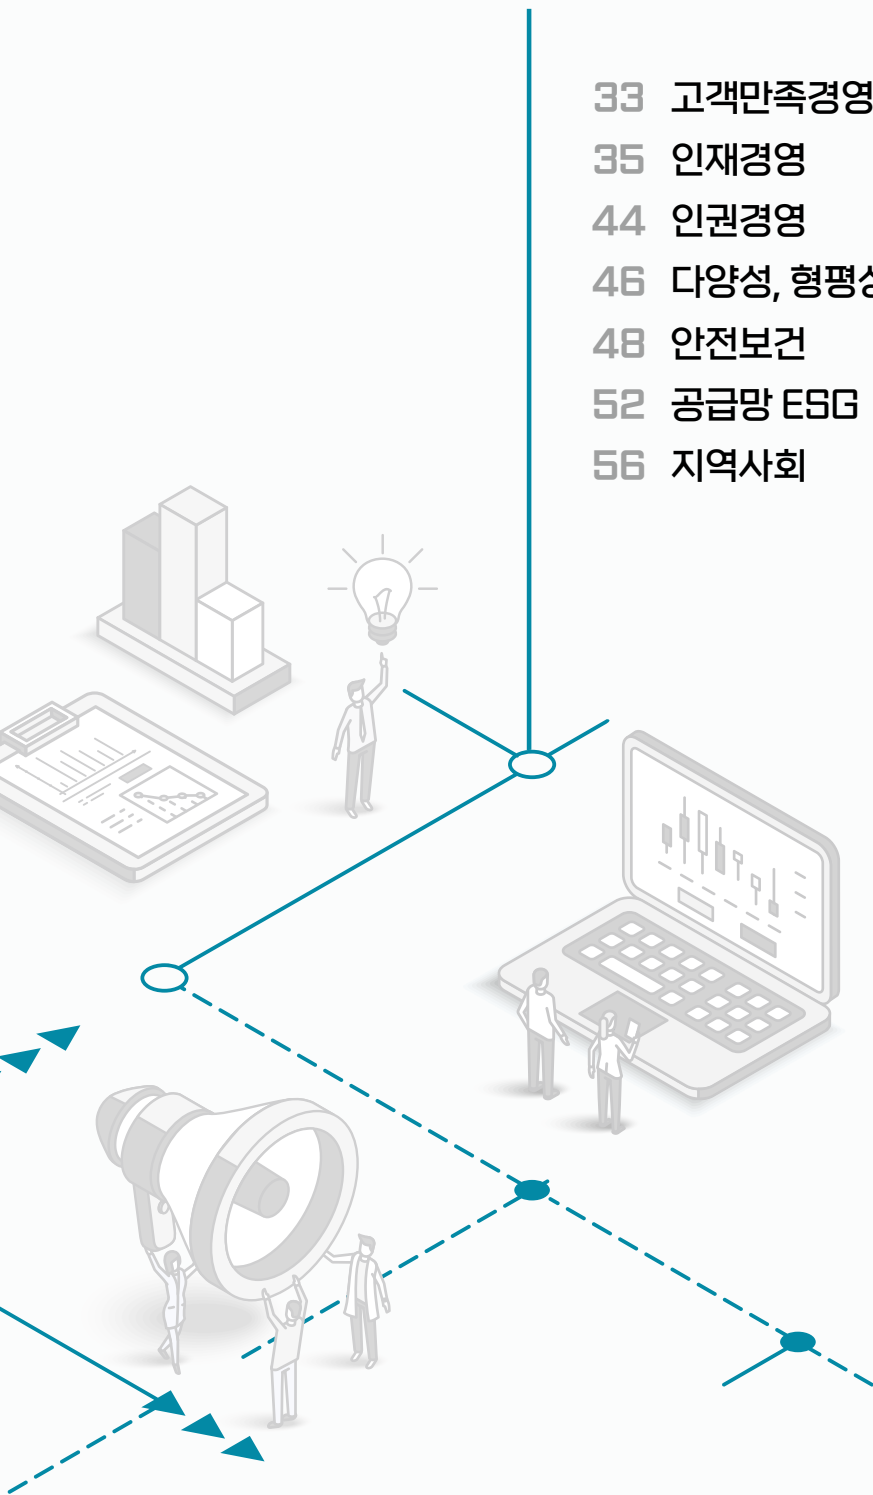 33 고객만족경영
35 인재경영
44 인권경영
46 다양성, 형평
48 안전보건
52 공급망 ESG
56 지역사회